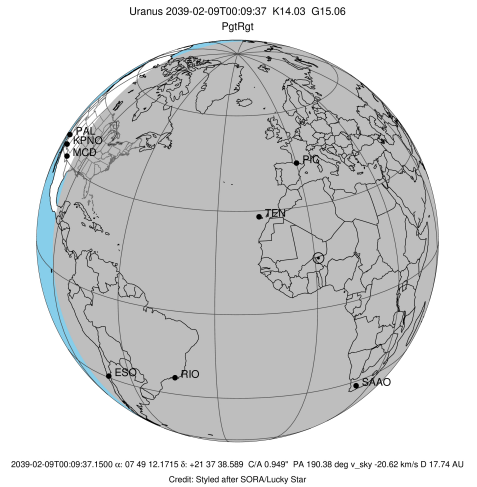 Uranus 2039-02-09T00:09:37 K14.03 G15.06
PgtRgt
PAL
KPNO
MCD
PIC
TEN
ESO
RIO
SAAO
2039-02-09T00:09:37.1500 α: 07 49 12.1715 δ: +21 37 38.589 C/A 0.949" PA 190.38 deg v_sky -20.62 km/s D 17.74 AU
Credit: Styled after SORA/Lucky Star